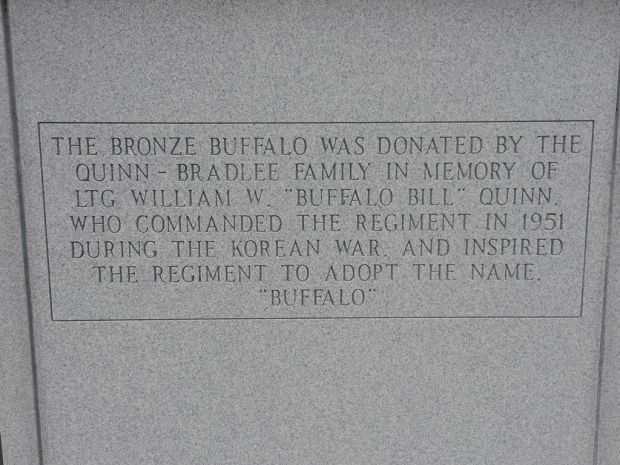 THE BRONZE BUFFALO WAS DONATED BY THE
QUINN - BRADLEE FAMILY IN MEMORY OF
LTG WILLIAM W. "BUFFALO BILL" QUINN,
WHO COMMANDED THE REGIMENT IN 1951
DURING THE KOREAN WAR, AND INSPIRED
THE REGIMENT TO ADOPT THE NAME,
"BUFFALO"